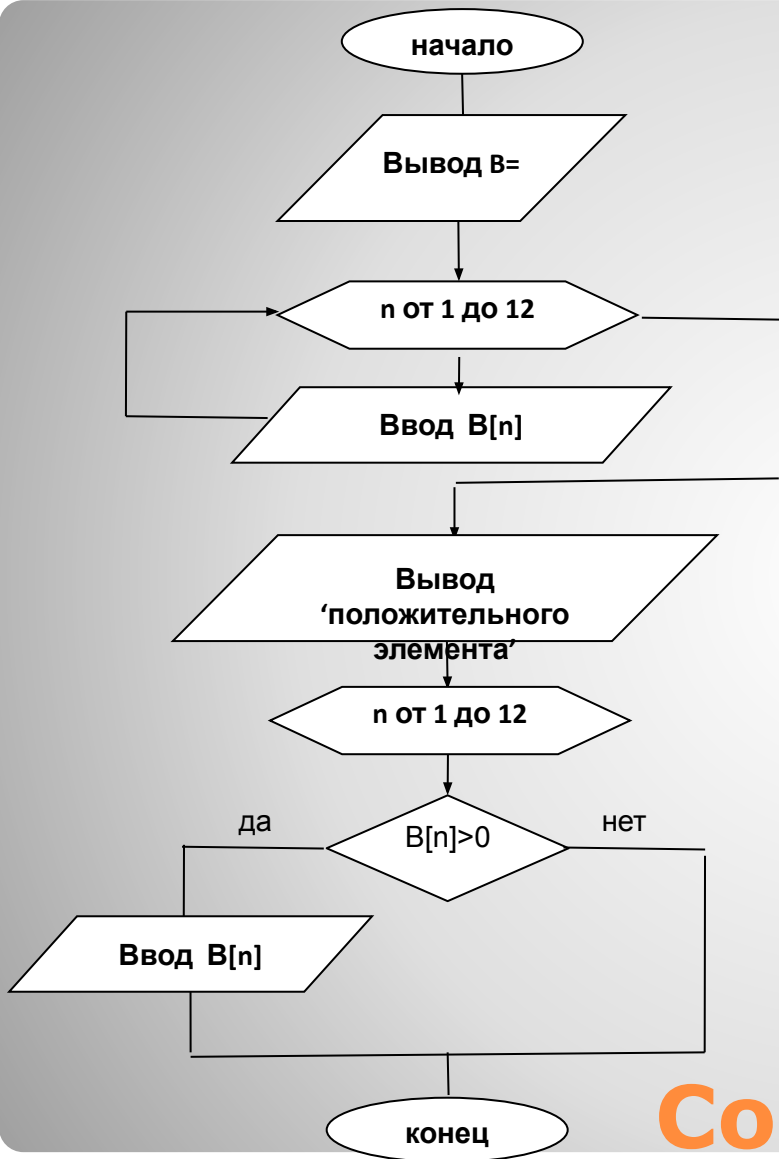 начало
Вывод B=
n от 1 до 12
Ввод B[n]
Вывод
‘положительного
элемента’
n от 1 до 12
B[n]>0
да
нет
Ввод B[n]
конец
Co